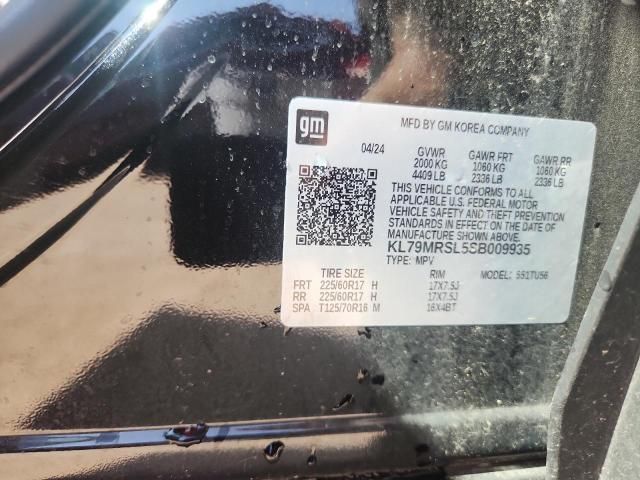 gm
MFD BY GM KOREA COMPANY
04/24 GVWR GAWR FRT GAWR RR
2000 KG 1060 KG 1060 KG
4409 LB 2336 LB 2336 LB
THIS VEHICLE CONFORMS TO ALL
APPLICABLE U.S. FEDERAL MOTOR
VEHICLE SAFETY AND THEFT PREVENTION
STANDARDS IN EFFECT ON THE DATE OF
MANUFACTURE SHOWN ABOVE.
KL79MRSL5SB009935
TYPE: MPV MODEL: 5S1TU56
TIRE SIZE RIM
FRT 225/60R17 H 17X7.5J
RR 225/60R17 H 17X7.5J
SPA T125/70R16 M 16X4BT